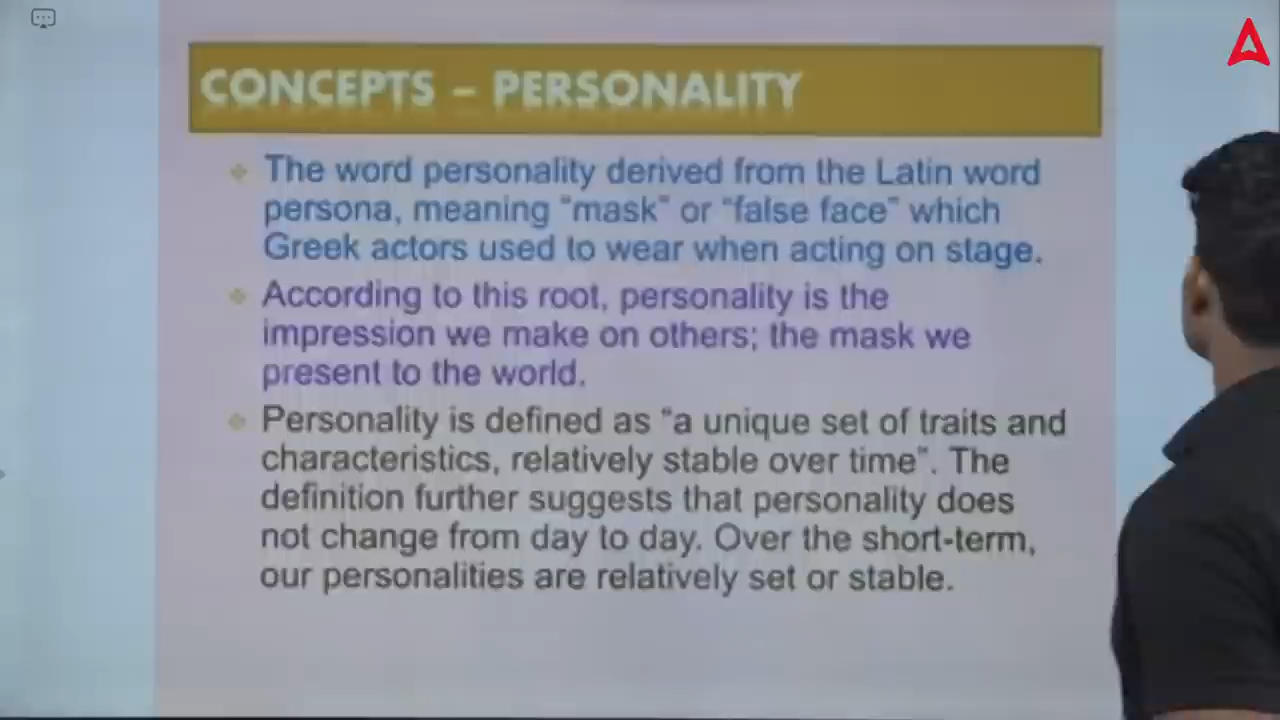 CONCEPTS – PERSONALITY
The word personality derived from the Latin word
persona, meaning "mask" or "false face" which
Greek actors used to wear when acting on stage.
According to this root, personality is the
impression we make on others; the mask we
present to the world.
Personality is defined as "a unique set of traits and
characteristics, relatively stable over time". The
definition further suggests that personality does
not change from day to day. Over the short-term,
our personalities are relatively set or stable.